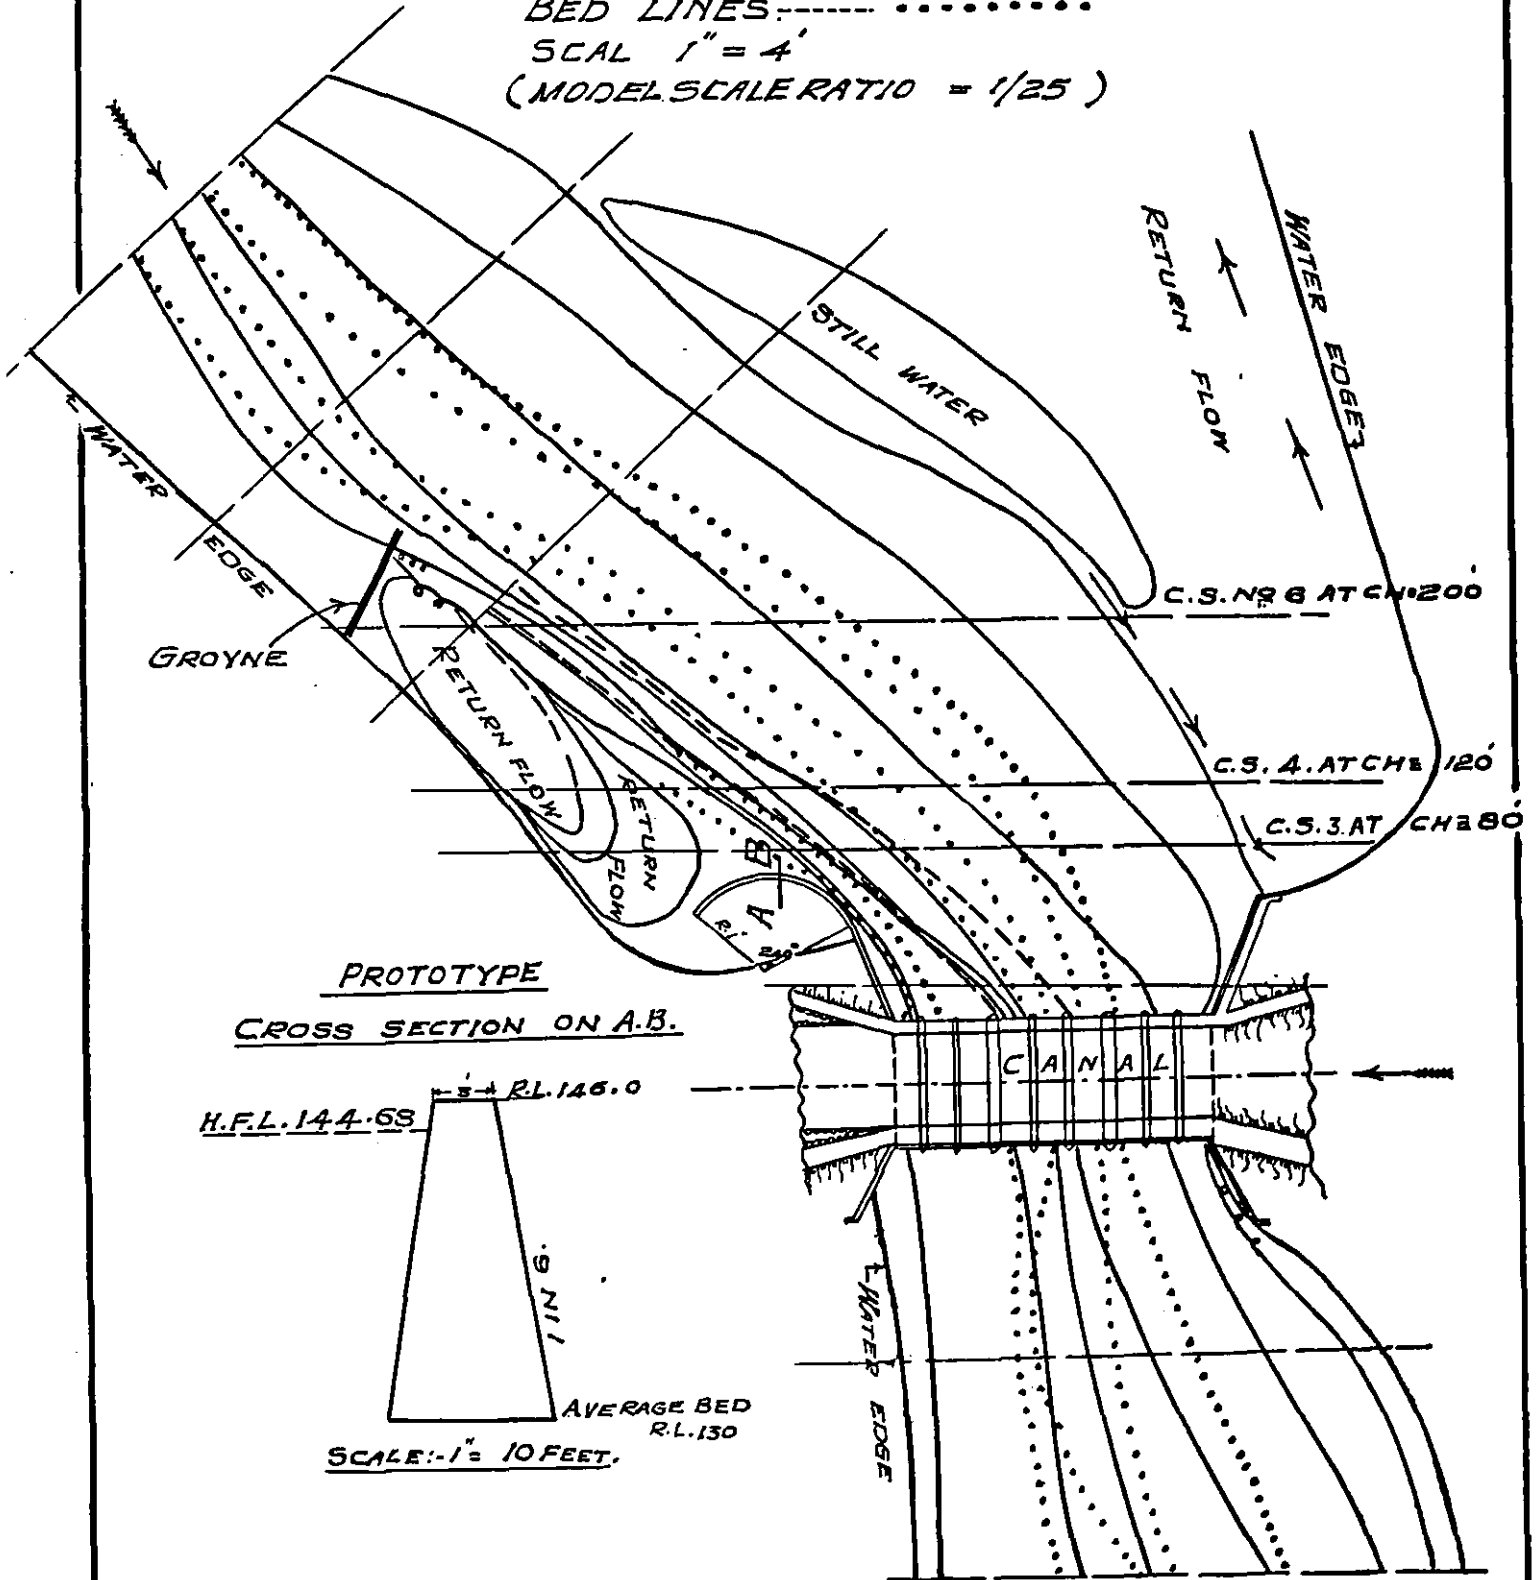 BED LINES.------ ..........
SCAL 1" = 4'
(MODEL SCALE RATIO = 1/25)
WATER EDGE
RETURN FLOW
STILL WATER
WATER EDGE
C.S. NO 6 AT CH=200'
GROYNE
RETURN FLOW
C.S. 4. AT CH= 120'
RETURN FLOW
C.S. 3. AT CH=80'
B
A
PROTOTYPE
CROSS SECTION ON A.B.
CANAL
R.L. 146.0
H.F.L. 144.68
1 IN 9.
AVERAGE BED
R.L. 130
SCALE:- 1" = 10 FEET.
WATER EDGE